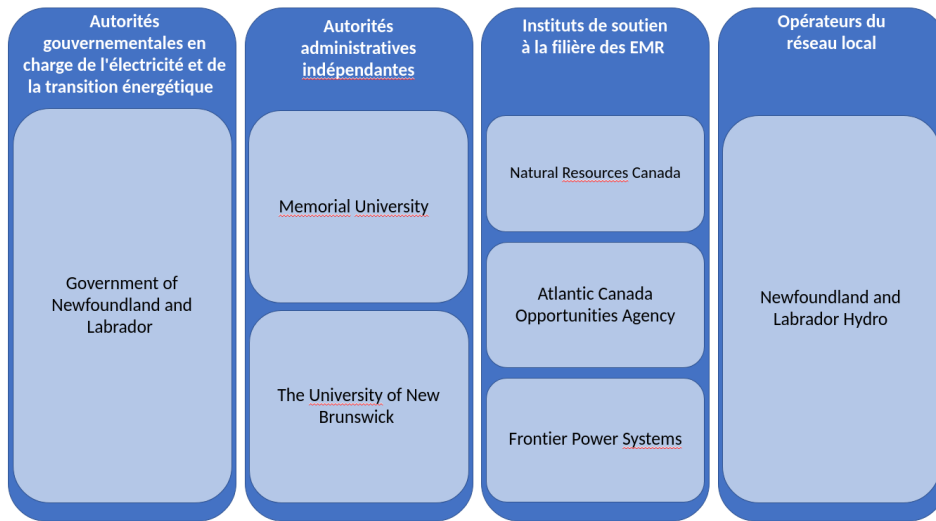 Autorités
gouvernementales en
charge de l'électricité et de
la transition énergétique
Government of
Newfoundland and
Labrador
Autorités
administratives
indépendantes
Memorial University
The University of New
Brunswick
Instituts de soutien
à la filière des EMR
Natural Resources Canada
Atlantic Canada
Opportunities Agency
Frontier Power Systems
Opérateurs du
réseau local
Newfoundland and
Labrador Hydro